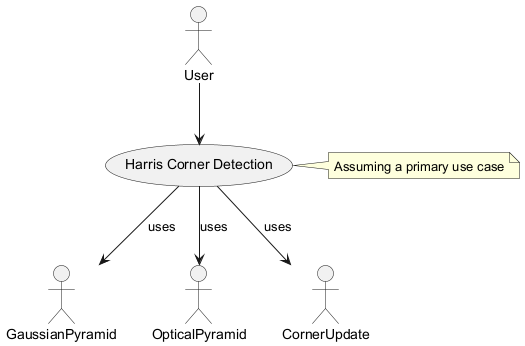 User
Harris Corner Detection
Assuming a primary use case
uses
uses
uses
GaussianPyramid
OpticalPyramid
CornerUpdate